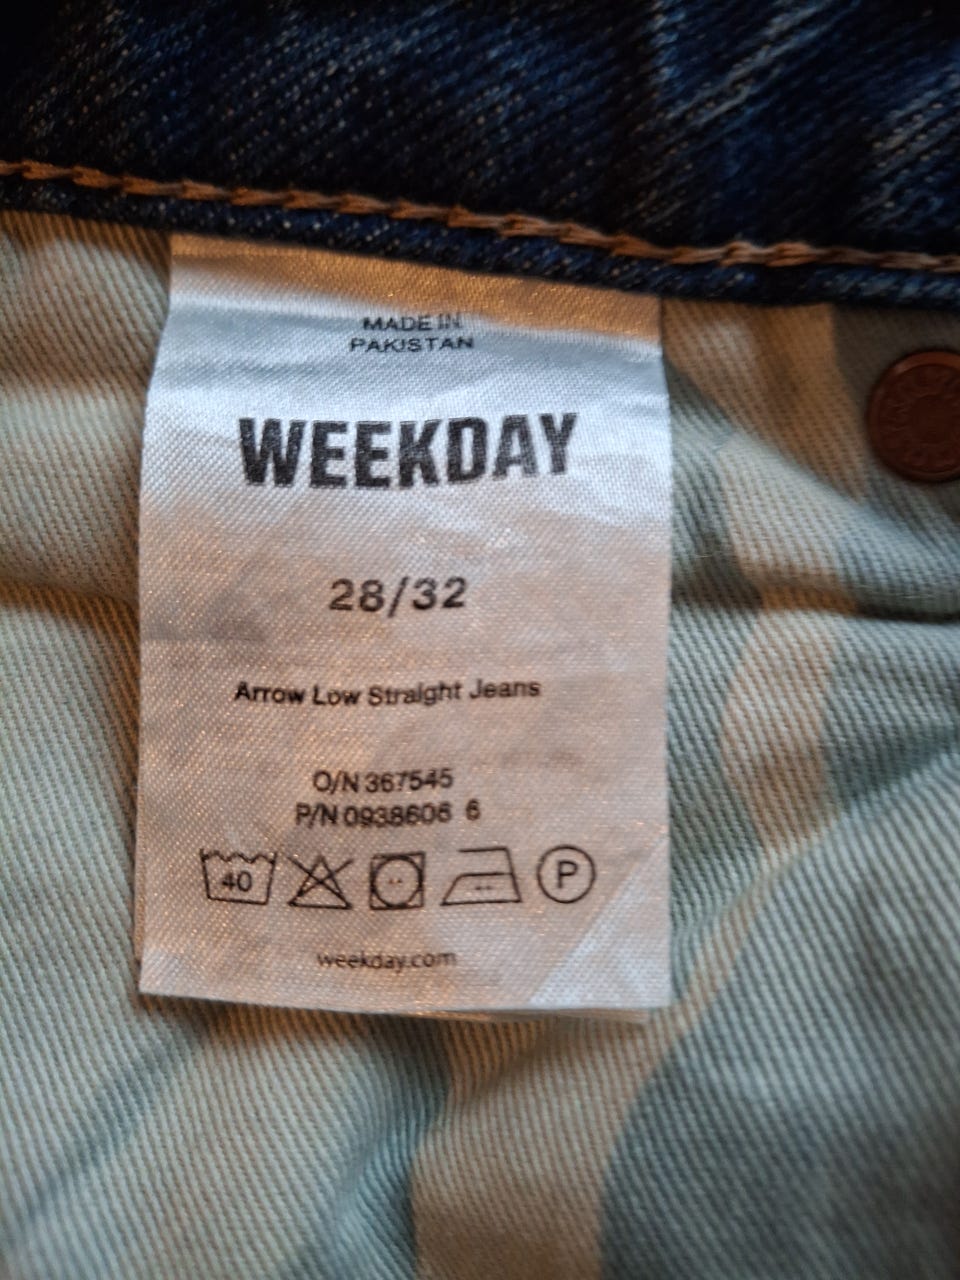 MADE IN
PAKISTAN
WEEKDAY
28/32
Arrow Low Straight Jeans
O/N 367545
P/N 0938606 6
40
P
weekday.com